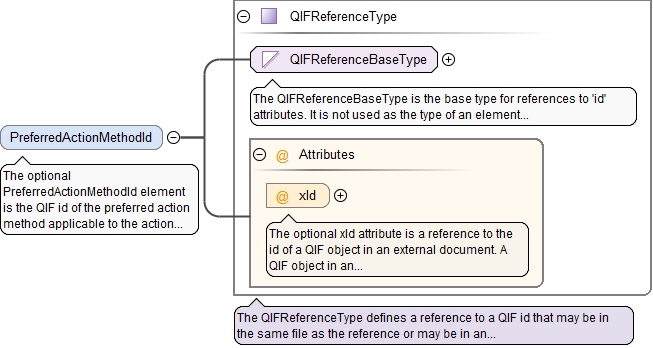 QIFReferenceType
QIFReferenceBaseType
The QIFReferenceBaseType is the base type for references to 'id'
attributes. It is not used as the type of an element...
PreferredActionMethodId
The optional
PreferredActionMethodId element
is the QIF id of the preferred action
method applicable to the action...
@ Attributes
@ xId
The optional xId attribute is a reference to the
id of a QIF object in an external document. A
QIF object in an...
The QIFReferenceType defines a reference to a QIF id that may be in
the same file as the reference or may be in an...